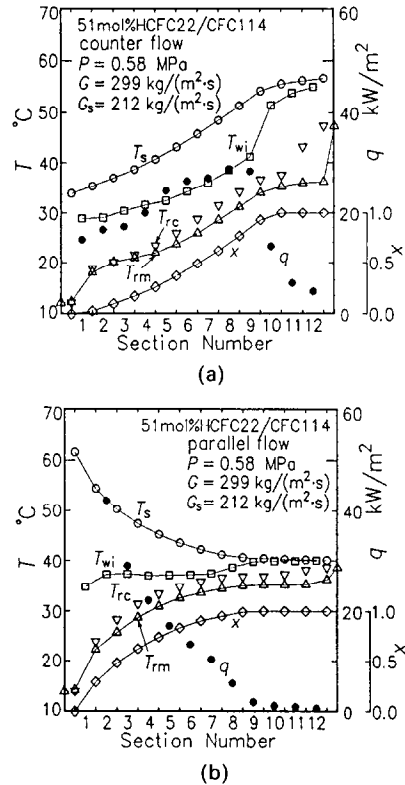 51mol%HCFC22/CFC114
counter flow
P = 0.58 MPa
G = 299 kg/(m²·s)
Gs = 212 kg/(m²·s)
70
60
50
40
30
20
10
T °C
60
40
20
0
q kW/m²
1.0
0.5
0.0
x
Ts
Twi
Trc
Trm
q
x
1 2 3 4 5 6 7 8 9 10 11 12
Section Number
(a)
51mol%HCFC22/CFC114
parallel flow
P = 0.58 MPa
G = 299 kg/(m²·s)
Gs = 212 kg/(m²·s)
70
60
50
40
30
20
10
T °C
60
40
20
0
q kW/m²
1.0
0.5
0.0
x
Ts
Twi
Trc
Trm
x
q
1 2 3 4 5 6 7 8 9 10 11 12
Section Number
(b)